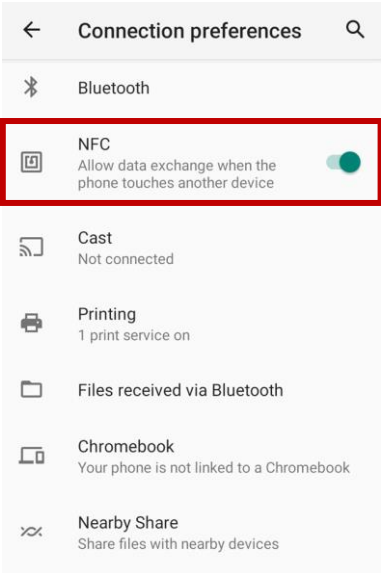 Connection preferences
Bluetooth
NFC
Allow data exchange when the
phone touches another device
Cast
Not connected
Printing
1 print service on
Files received via Bluetooth
Chromebook
Your phone is not linked to a Chromebook
Nearby Share
Share files with nearby devices